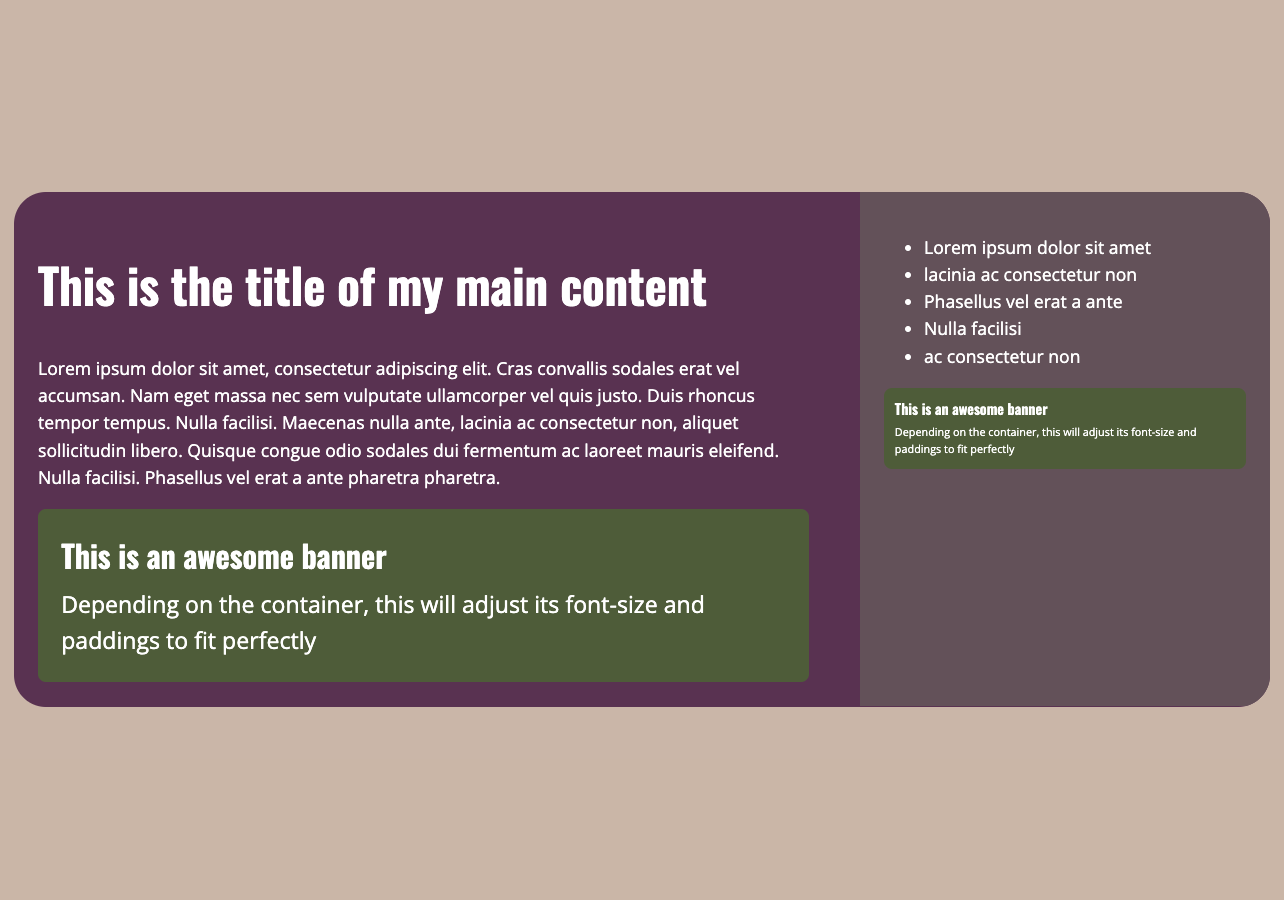 This is the title of my main content
Lorem ipsum dolor sit amet, consectetur adipiscing elit. Cras convallis sodales erat vel
accumsan. Nam eget massa nec sem vulputate ullamcorper vel quis justo. Duis rhoncus
tempor tempus. Nulla facilisi. Maecenas nulla ante, lacinia ac consectetur non, aliquet
sollicitudin libero. Quisque congue odio sodales dui fermentum ac laoreet mauris eleifend.
Nulla facilisi. Phasellus vel erat a ante pharetra pharetra.
This is an awesome banner
Depending on the container, this will adjust its font-size and
paddings to fit perfectly
• Lorem ipsum dolor sit amet
• lacinia ac consectetur non
• Phasellus vel erat a ante
• Nulla facilisi
• ac consectetur non
This is an awesome banner
Depending on the container, this will adjust its font-size and
paddings to fit perfectly